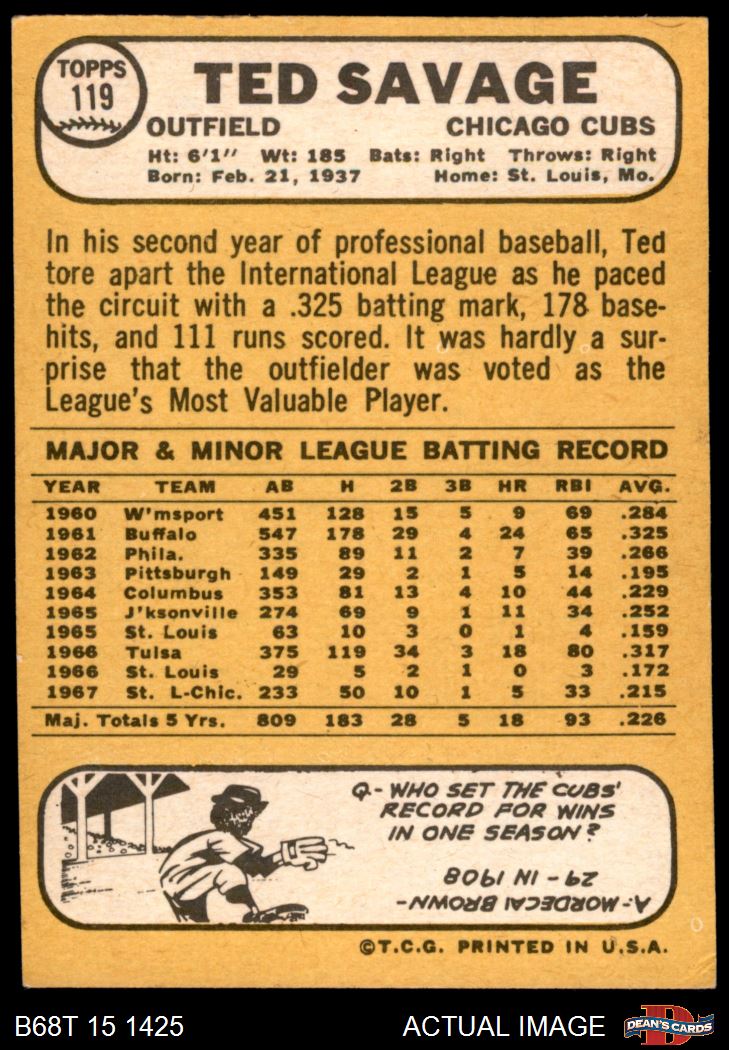 TOPPS
119
TED SAVAGE
OUTFIELD CHICAGO CUBS
Ht: 6'1" Wt: 185 Bats: Right Throws: Right
Born: Feb. 21, 1937 Home: St. Louis, Mo.
In his second year of professional baseball, Ted
tore apart the International League as he paced
the circuit with a .325 batting mark, 178 base-
hits, and 111 runs scored. It was hardly a sur-
prise that the outfielder was voted as the
League's Most Valuable Player.
MAJOR & MINOR LEAGUE BATTING RECORD
YEAR TEAM AB H 2B 3B HR RBI AVG.
1960 W'msport 451 128 15 5 9 69 .284
1961 Buffalo 547 178 29 4 24 65 .325
1962 Phila. 335 89 11 2 7 39 .266
1963 Pittsburgh 149 29 2 1 5 14 .195
1964 Columbus 353 81 13 4 10 44 .229
1965 J'ksonville 274 69 9 1 11 34 .252
1965 St. Louis 63 10 3 0 1 4 .159
1966 Tulsa 375 119 34 3 18 80 .317
1966 St. Louis 29 5 2 1 0 3 .172
1967 St. L-Chic. 233 50 10 1 5 33 .215
Maj. Totals 5 Yrs. 809 183 28 5 18 93 .226
Q- WHO SET THE CUBS'
RECORD FOR WINS
IN ONE SEASON?
A- MORDECAI BROWN-
29 - IN 1908
©T.C.G. PRINTED IN U.S.A.
B68T 15 1425 ACTUAL IMAGE
DEAN'S CARDS